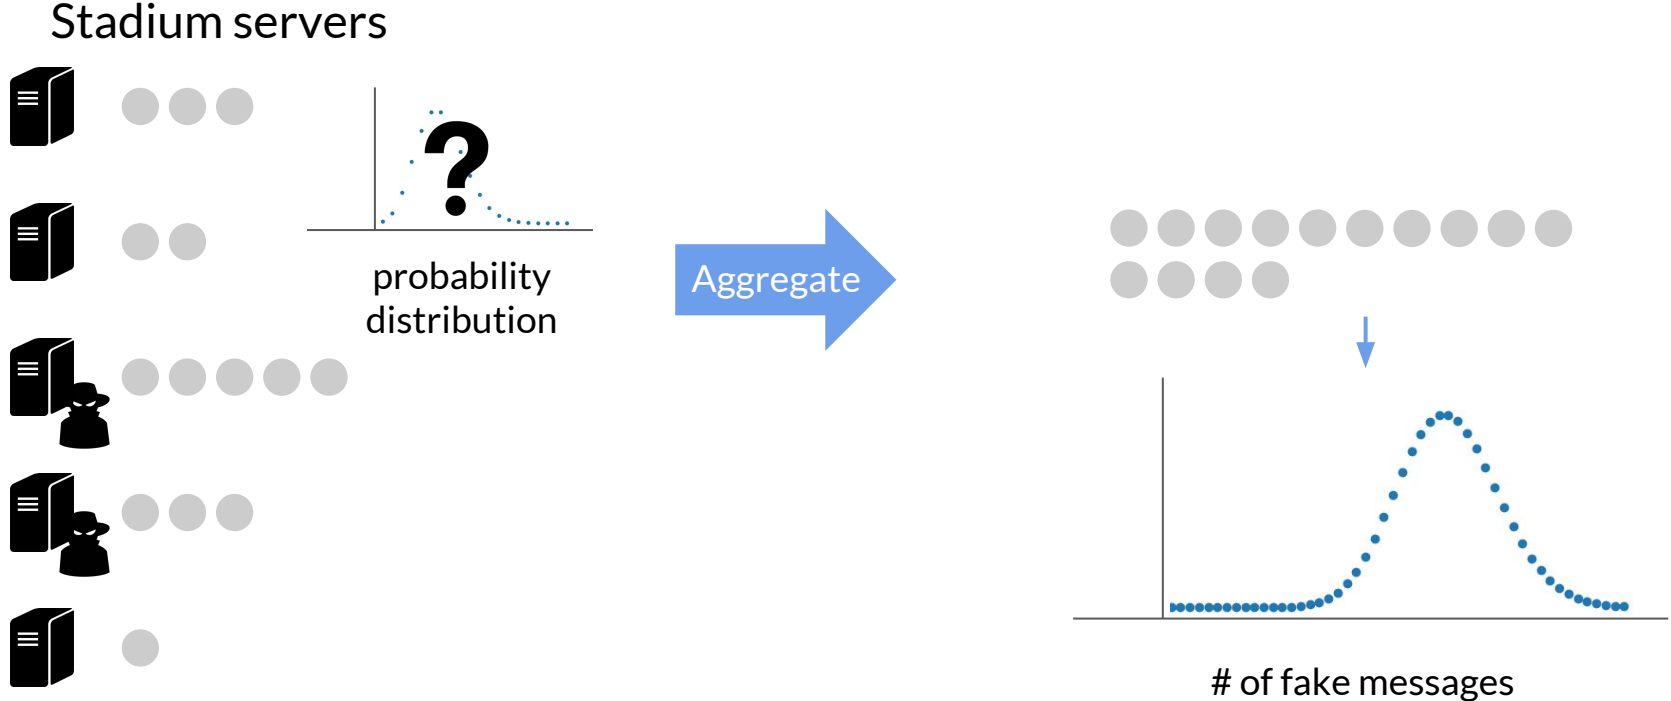 Stadium servers
?
probability
distribution
Aggregate
# of fake messages